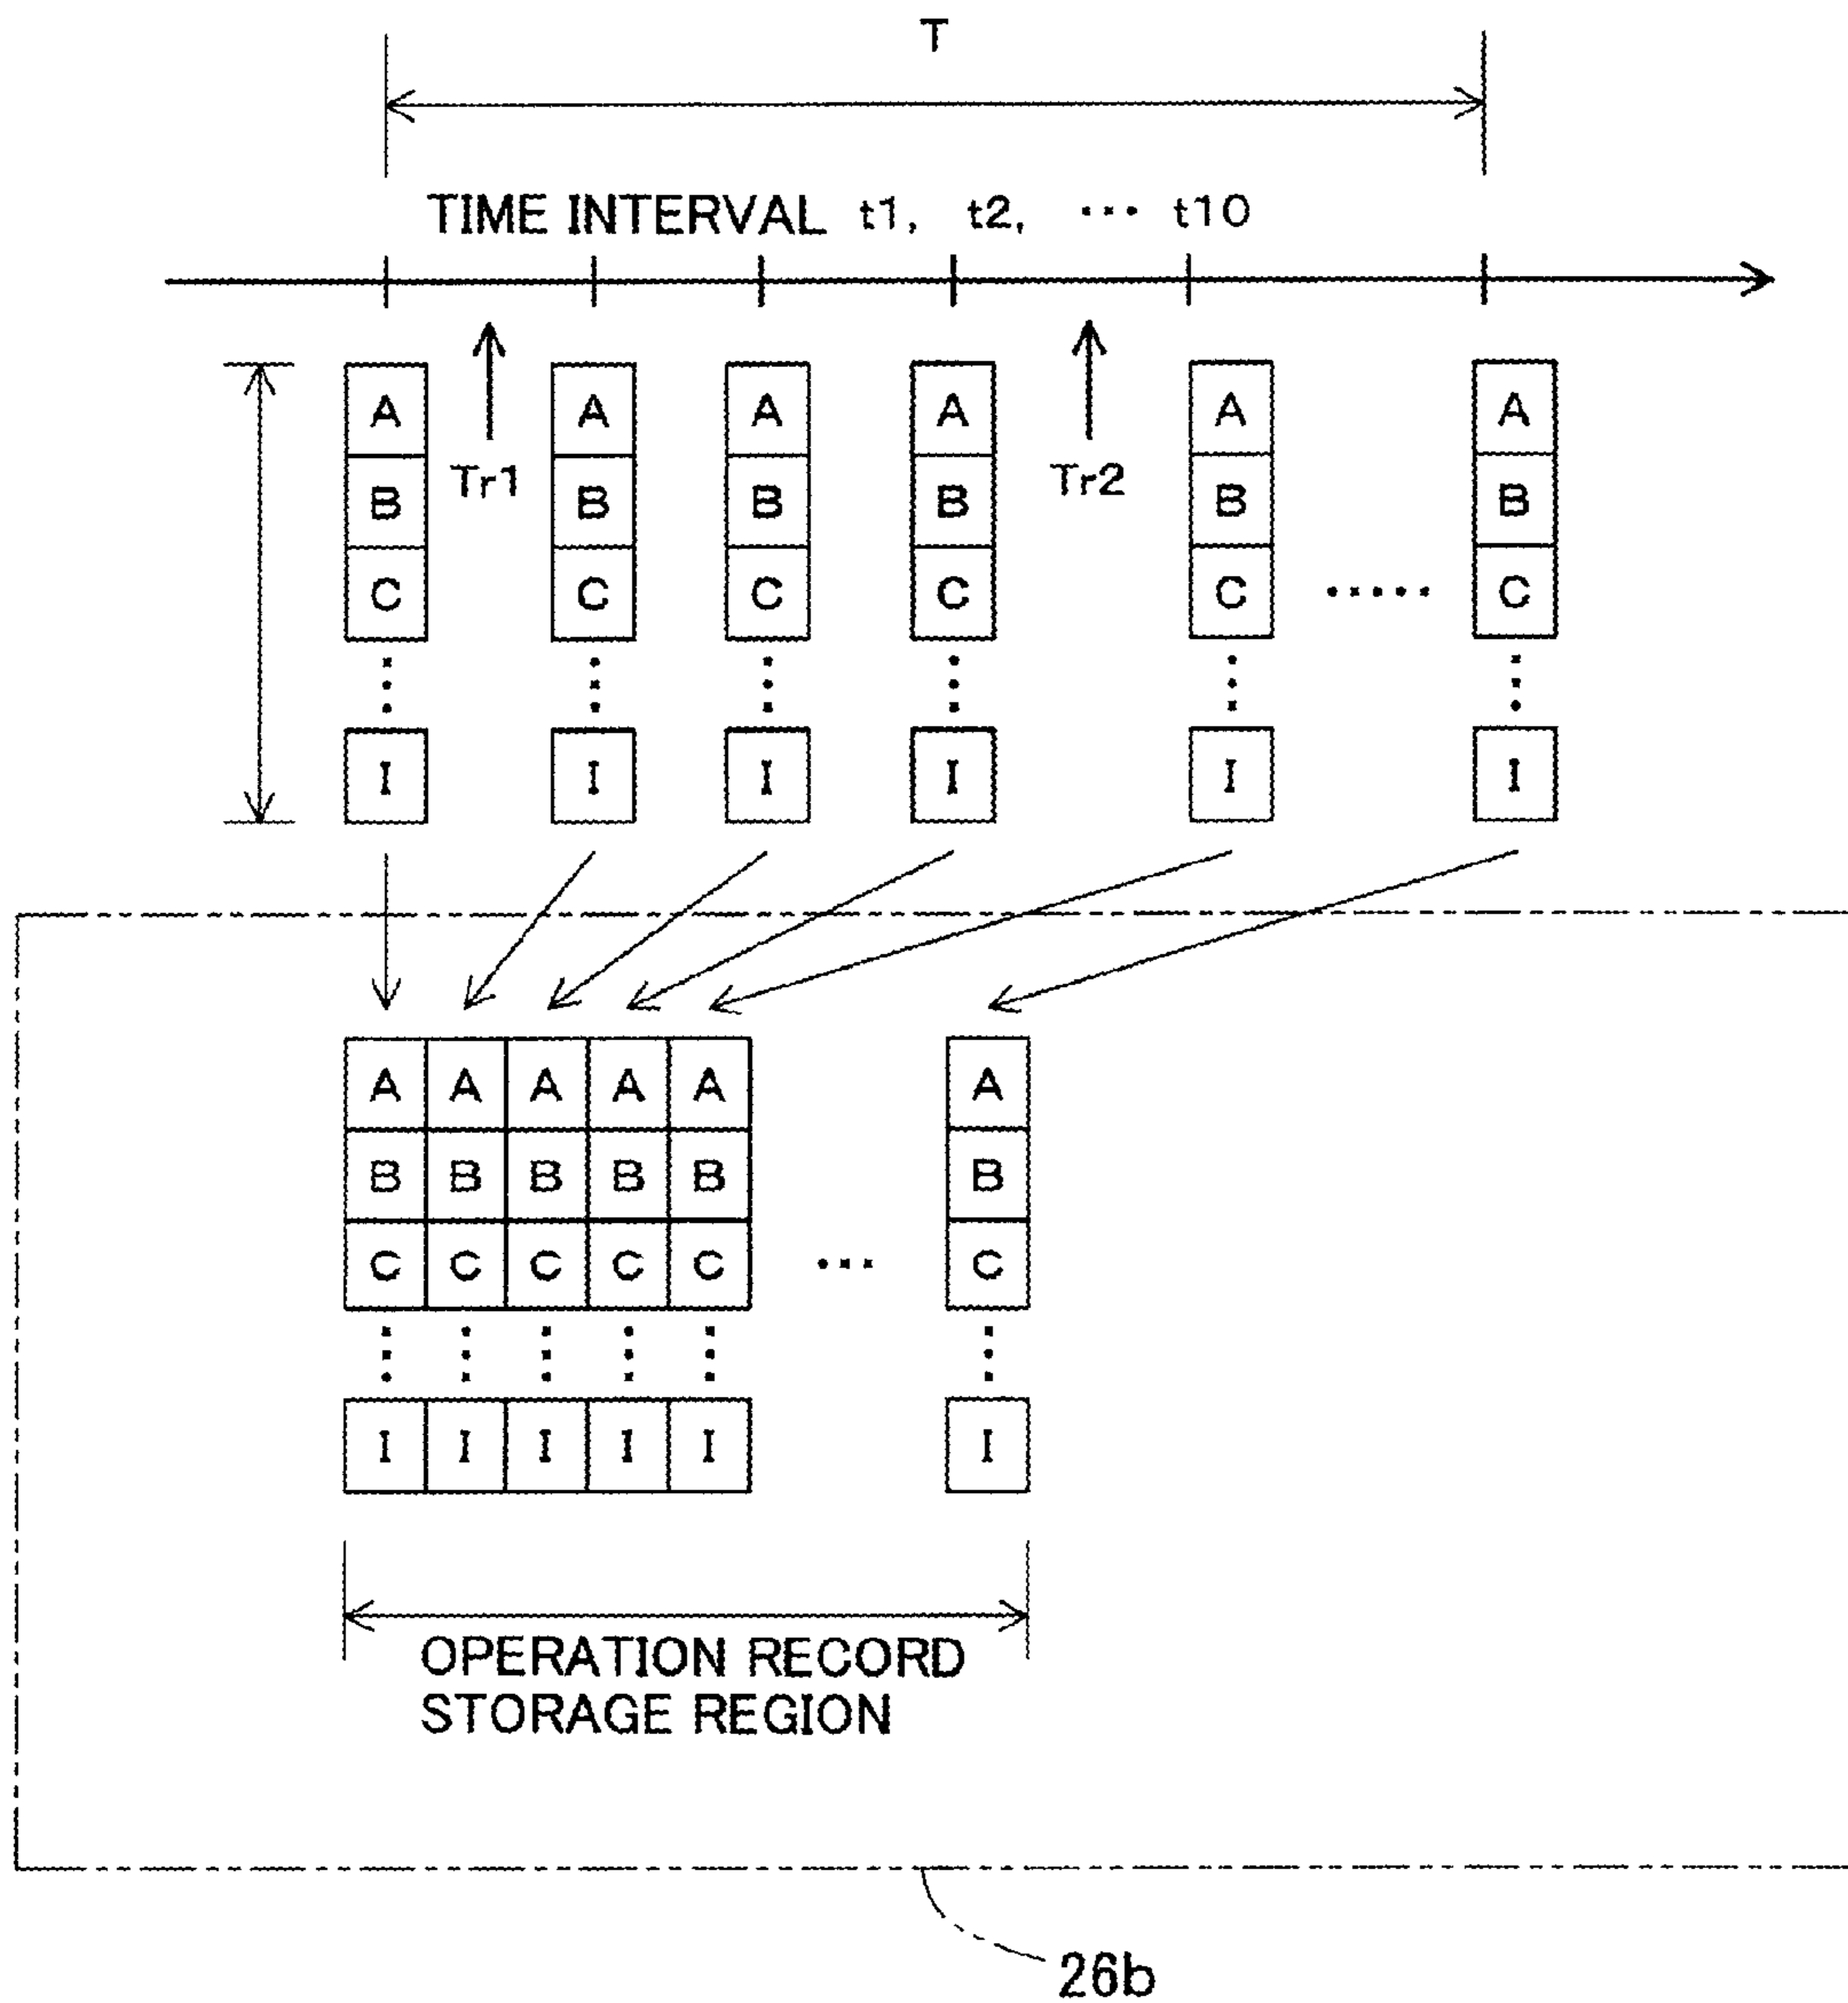 T
TIME INTERVAL t1, t2, ··· t10
A A A A A A
Tr1 Tr2
B B B B B B
C C C C C ····· C
I I I I I I
A A A A A A
B B B B B B
C C C C C ··· C
I I I I I I
OPERATION RECORD
STORAGE REGION
26b